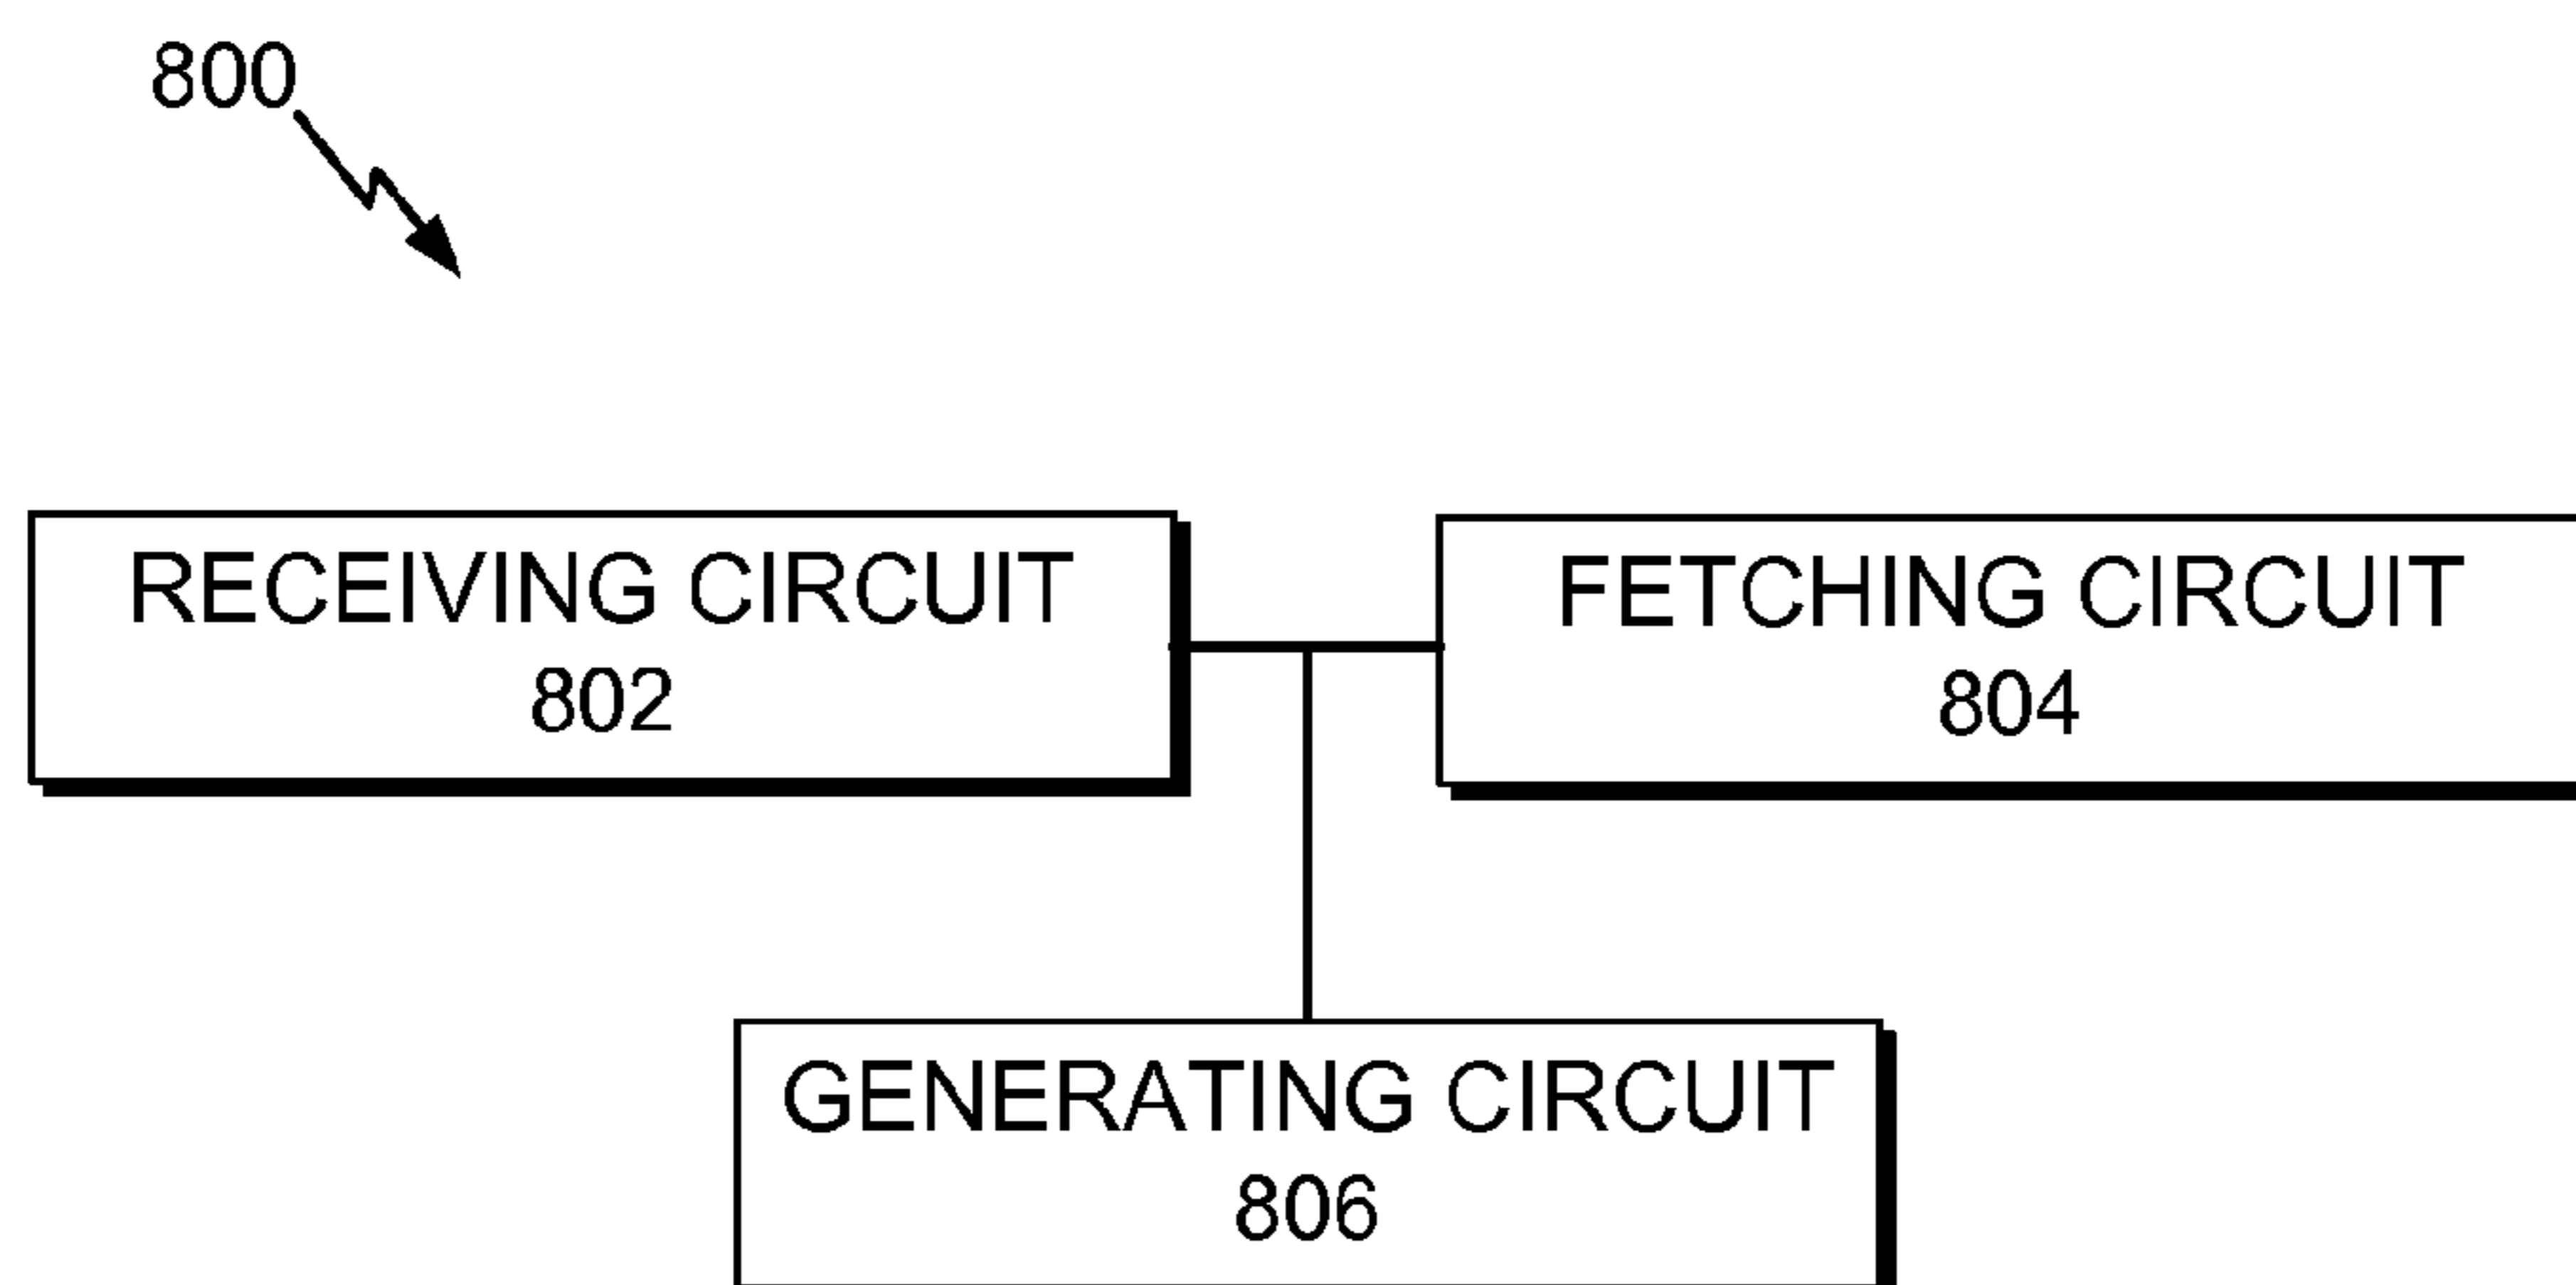 800
RECEIVING CIRCUIT
802
FETCHING CIRCUIT
804
GENERATING CIRCUIT
806